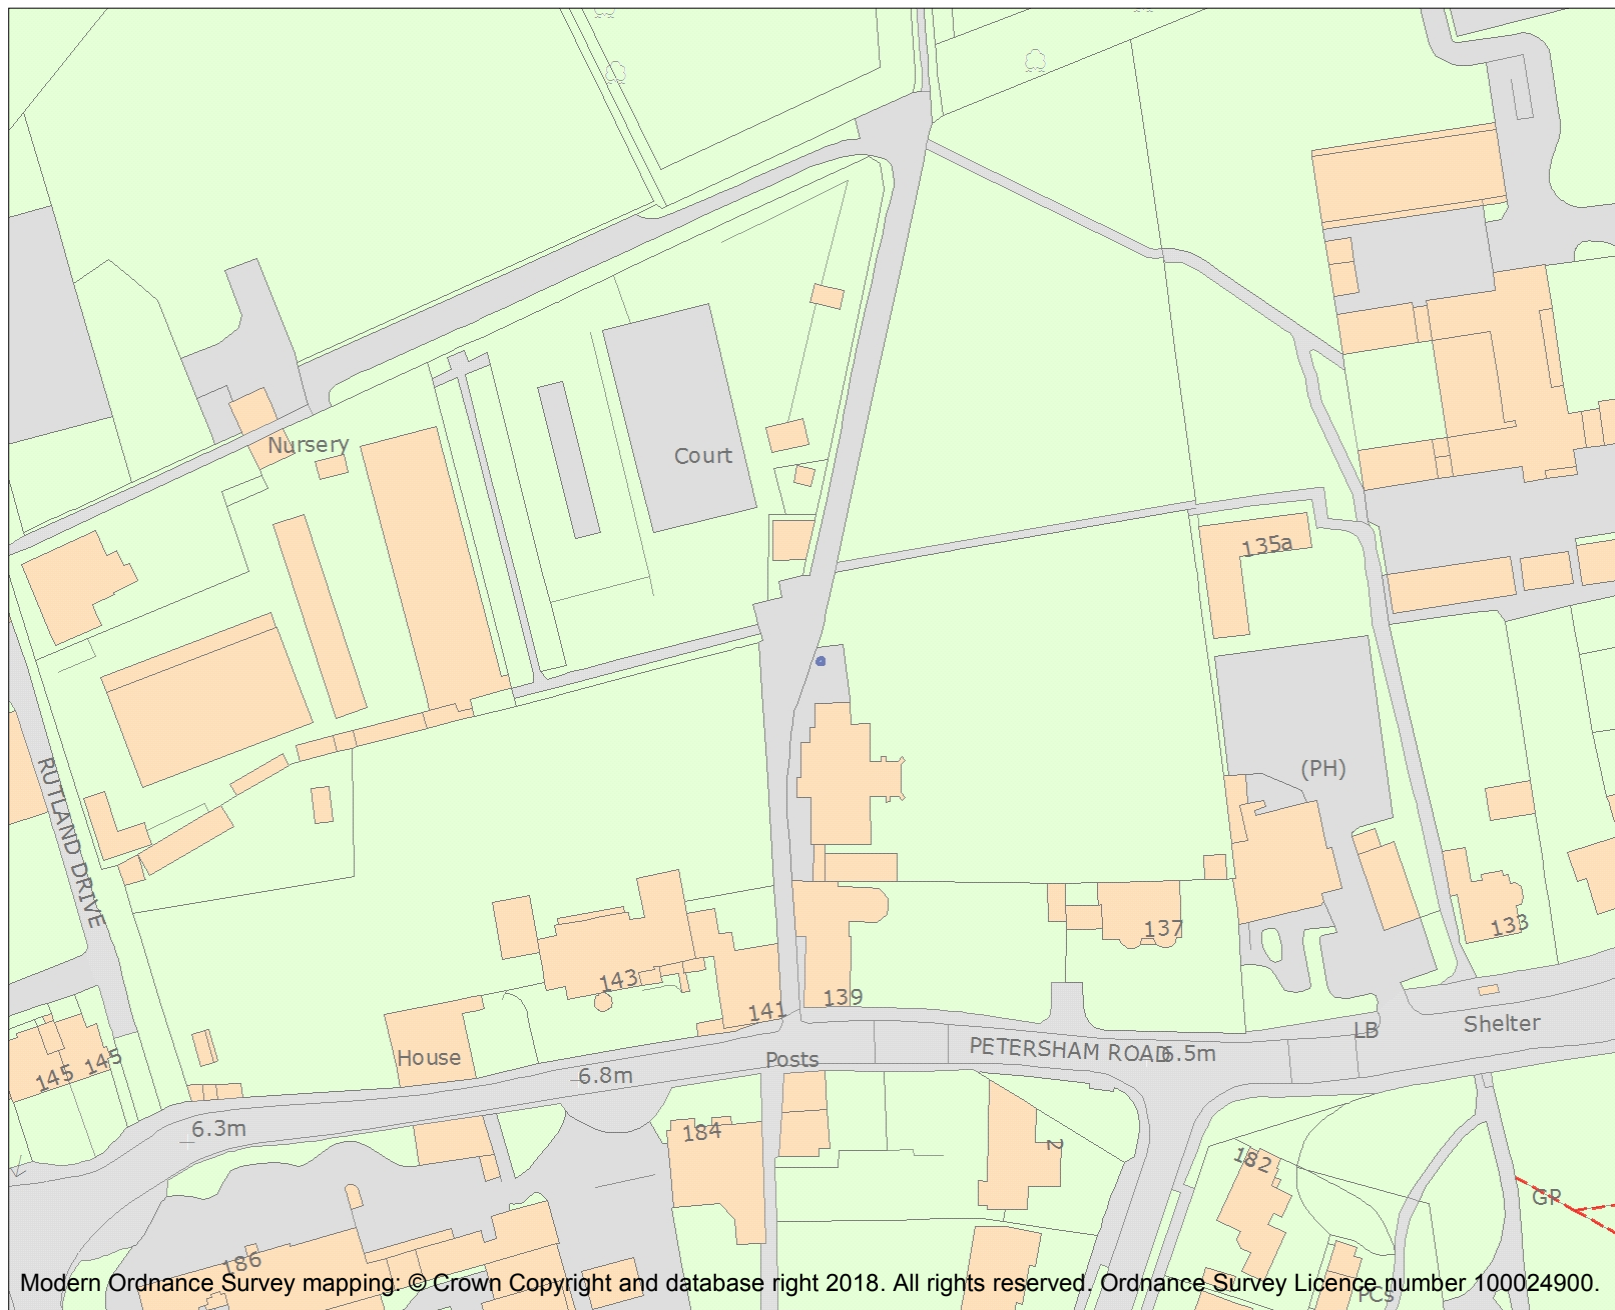 Nursery
Court
135a
(PH)
RUTLAND DRIVE
137
133
143
139
141
LB
Shelter
House
Posts
PETERSHAM ROAD
6.5m
145
145
6.8m
6.3m
184
2
182
GP
186
PCs
Modern Ordnance Survey mapping: © Crown Copyright and database right 2018. All rights reserved. Ordnance Survey Licence number 100024900.